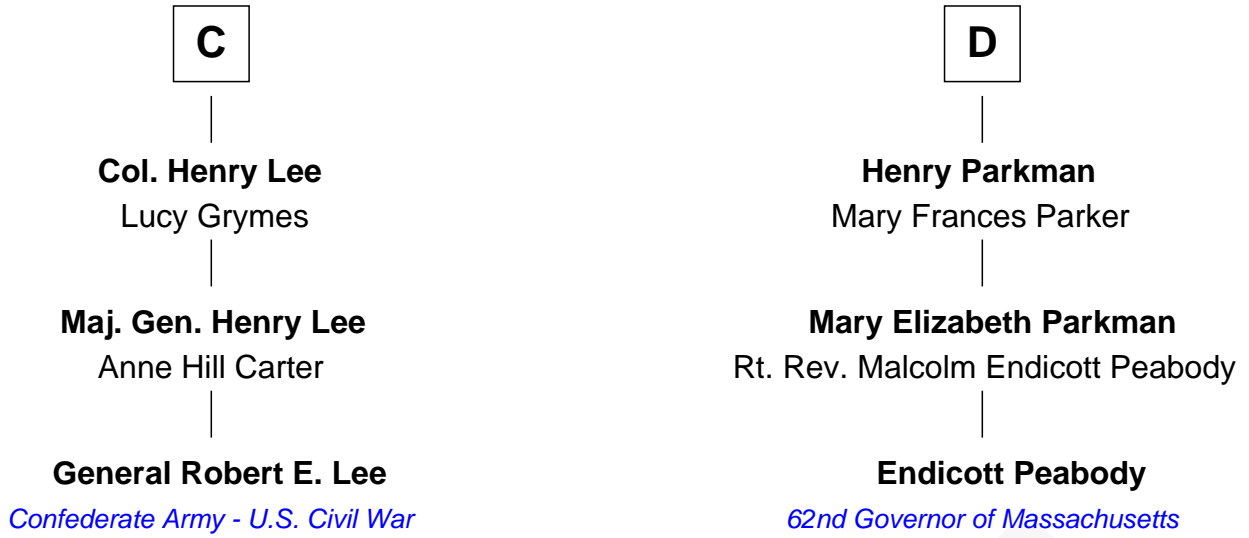 C
Col. Henry Lee
Lucy Grymes
Maj. Gen. Henry Lee
Anne Hill Carter
General Robert E. Lee
Confederate Army - U.S. Civil War
D
Henry Parkman
Mary Frances Parker
Mary Elizabeth Parkman
Rt. Rev. Malcolm Endicott Peabody
Endicott Peabody
62nd Governor of Massachusetts